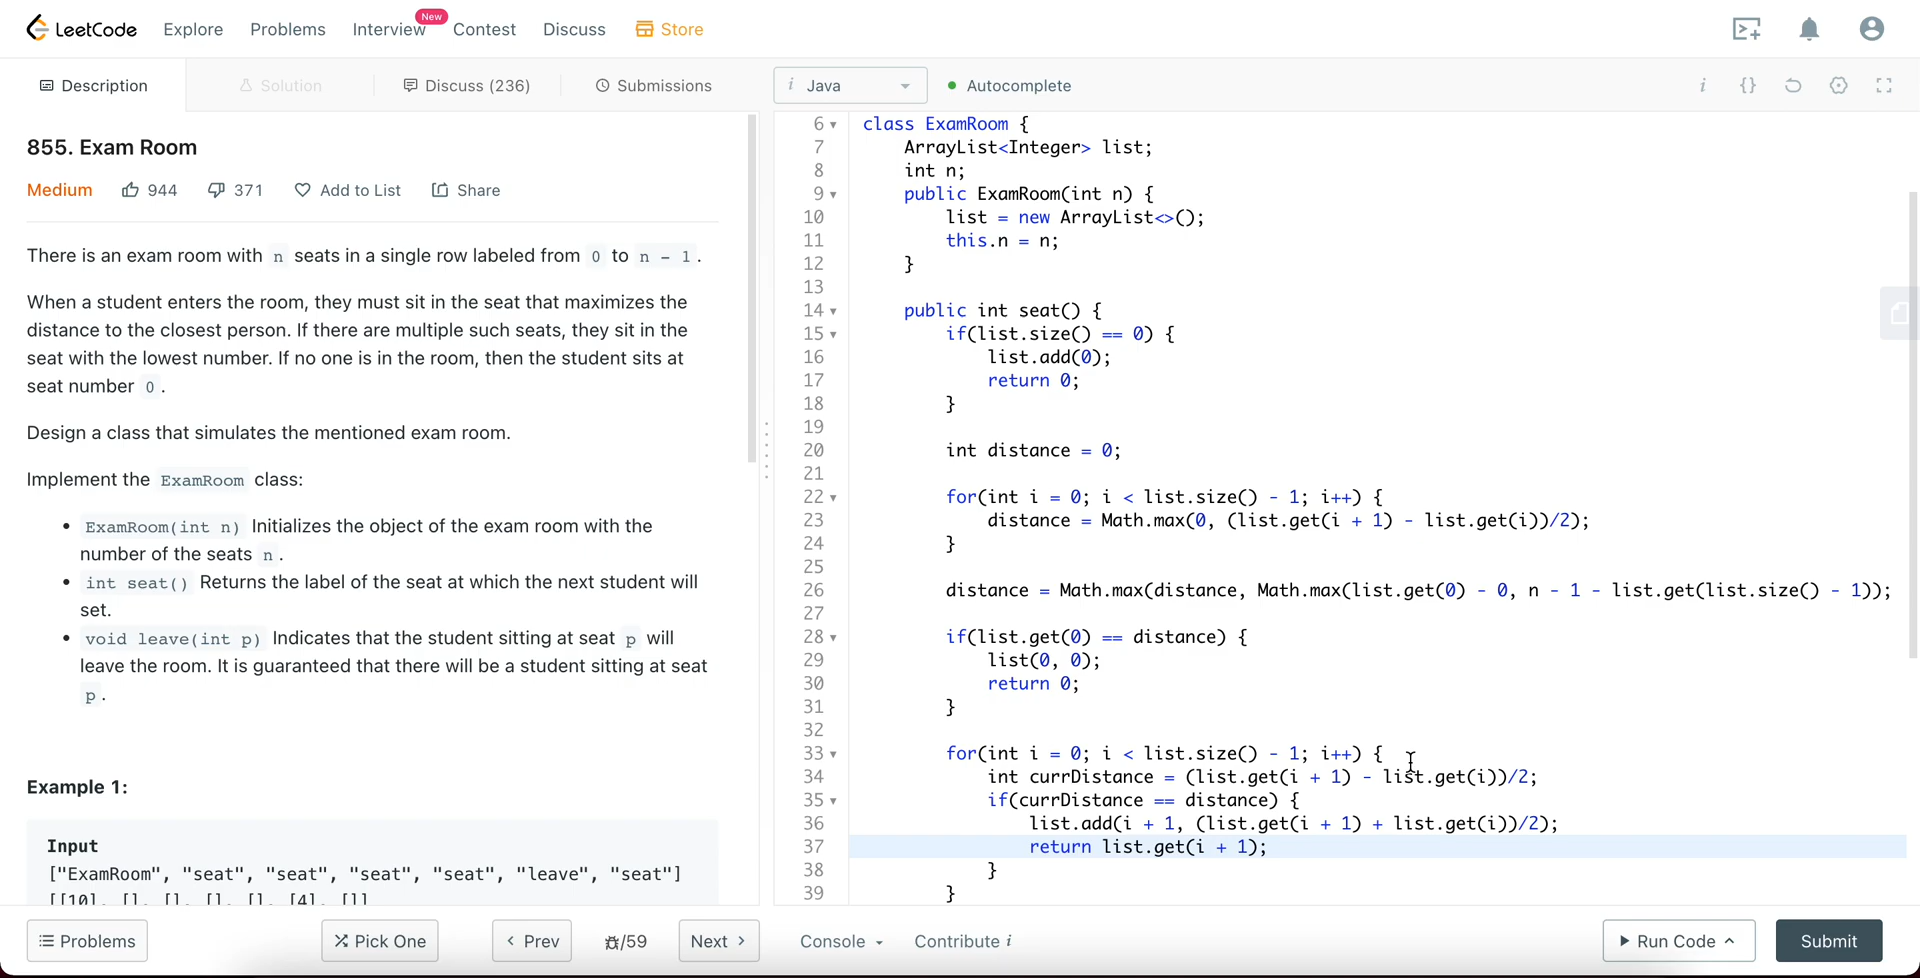 LeetCode Explore Problems Interview New Contest Discuss Store
Description Solution Discuss (236) Submissions
855. Exam Room
Medium 944 371 Add to List Share
There is an exam room with n seats in a single row labeled from 0 to n - 1.
When a student enters the room, they must sit in the seat that maximizes the
distance to the closest person. If there are multiple such seats, they sit in the
seat with the lowest number. If no one is in the room, then the student sits at
seat number 0.
Design a class that simulates the mentioned exam room.
Implement the ExamRoom class:
• ExamRoom(int n) Initializes the object of the exam room with the
number of the seats n.
• int seat() Returns the label of the seat at which the next student will
set.
• void leave(int p) Indicates that the student sitting at seat p will
leave the room. It is guaranteed that there will be a student sitting at seat
p.
Example 1:
Input
["ExamRoom", "seat", "seat", "seat", "seat", "leave", "seat"]
[[10], [], [], [], [], [4], []]
i Java Autocomplete i {}
6 class ExamRoom {
7 ArrayList<Integer> list;
8 int n;
9 public ExamRoom(int n) {
10 list = new ArrayList<>();
11 this.n = n;
12 }
13
14 public int seat() {
15 if(list.size() == 0) {
16 list.add(0);
17 return 0;
18 }
19
20 int distance = 0;
21
22 for(int i = 0; i < list.size() - 1; i++) {
23 distance = Math.max(0, (list.get(i + 1) - list.get(i))/2);
24 }
25
26 distance = Math.max(distance, Math.max(list.get(0) - 0, n - 1 - list.get(list.size() - 1));
27
28 if(list.get(0) == distance) {
29 list(0, 0);
30 return 0;
31 }
32
33 for(int i = 0; i < list.size() - 1; i++) {
34 int currDistance = (list.get(i + 1) - list.get(i))/2;
35 if(currDistance == distance) {
36 list.add(i + 1, (list.get(i + 1) + list.get(i))/2);
37 return list.get(i + 1);
38 }
39 }
Problems Pick One < Prev /59 Next > Console Contribute i Run Code Submit